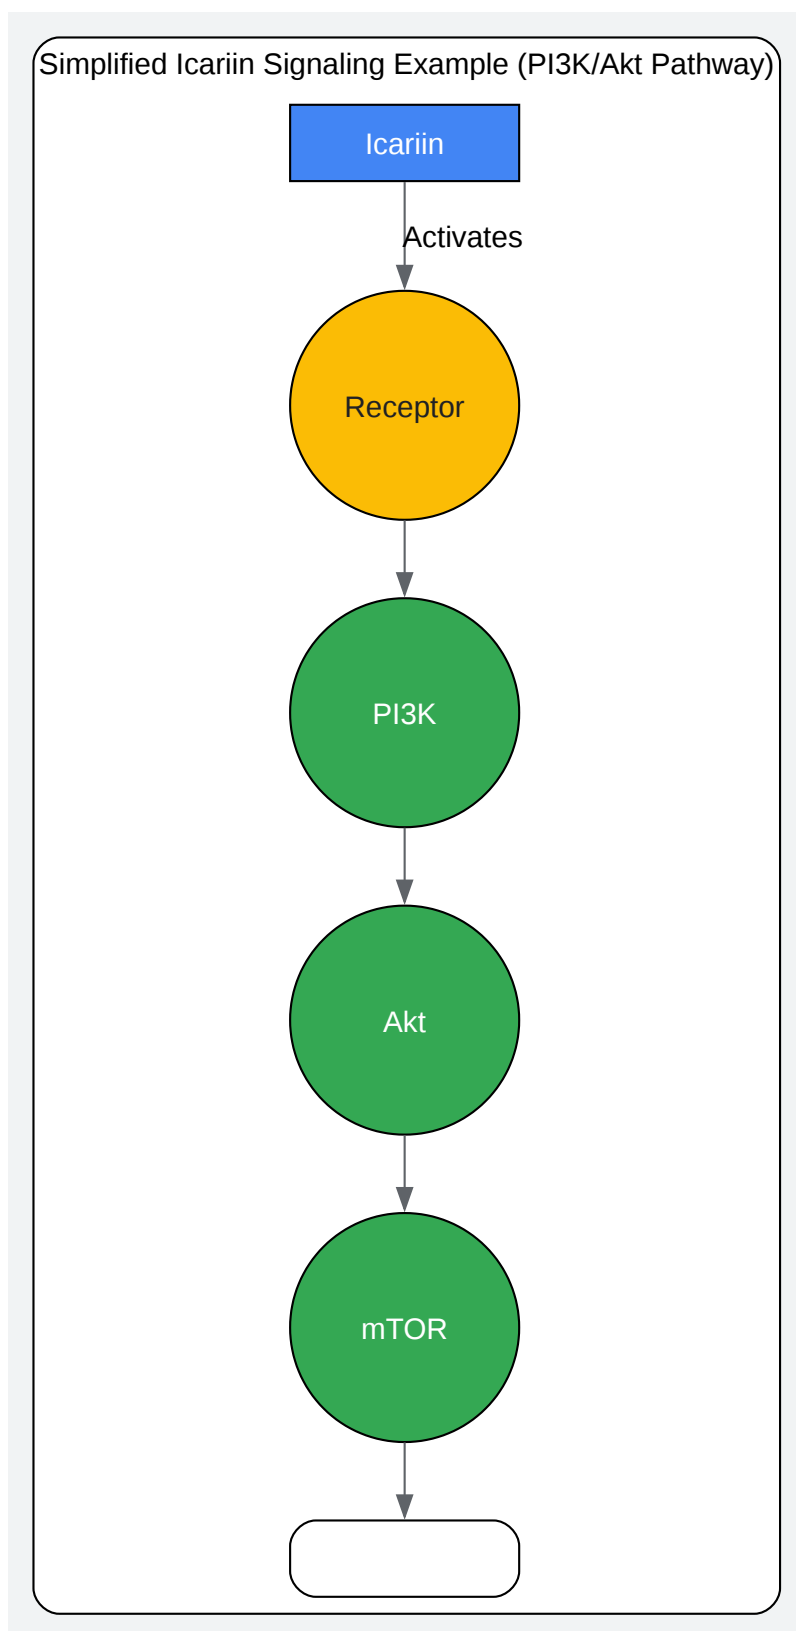 Simplified Icariin Signaling Example (PI3K/Akt Pathway)
Icariin
Activates
Receptor
PI3K
Akt
mTOR